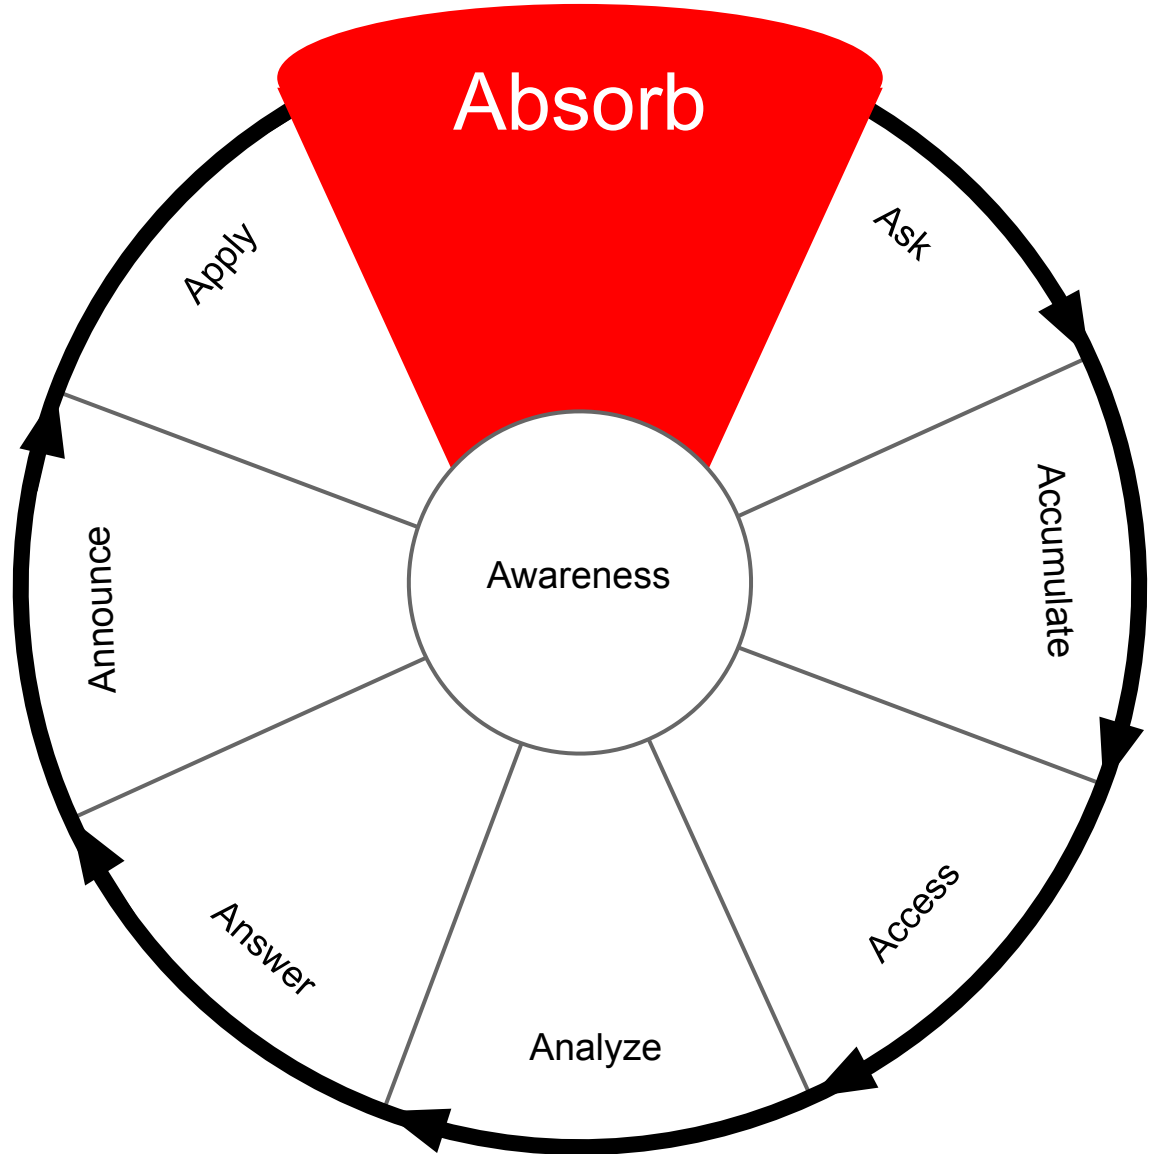 Absorb
Ask
Accumulate
Access
Analyze
Answer
Announce
Apply
Awareness